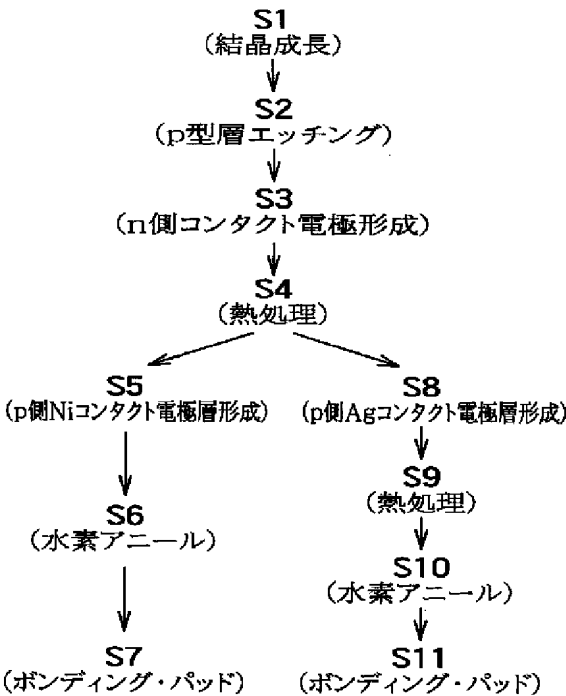 S1
(結晶成長)
S2
(p型層エッチング)
S3
(n側コンタクト電極形成)
S4
(熱処理)
S5
(p側Niコンタクト電極層形成)
S6
(水素アニール)
S7
(ボンディング・パッド)
S8
(p側Agコンタクト電極層形成)
S9
(熱処理)
S10
(水素アニール)
S11
(ボンディング・パッド)